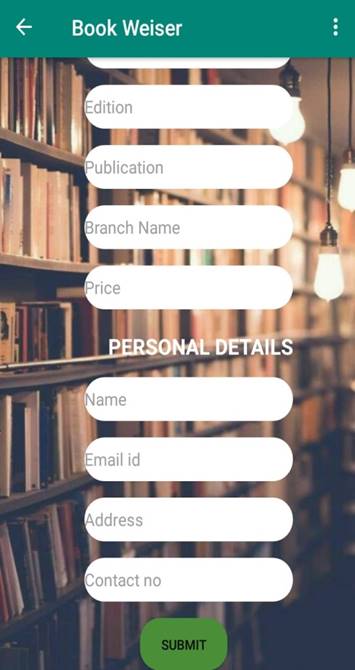 Book Weiser
Edition
Publication
Branch Name
Price
PERSONAL DETAILS
Name
Email id
Address
Contact no
SUBMIT